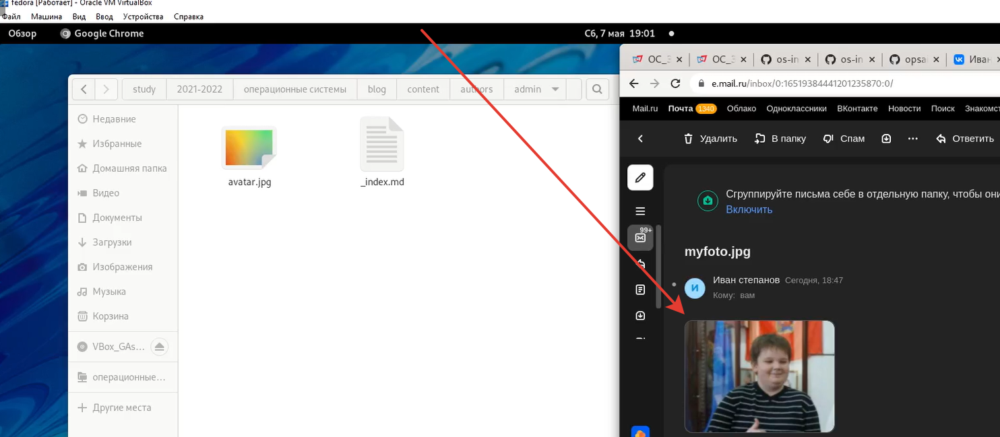 fedora [Работает] - Oracle VM VirtualBox
Файл Машина Вид Ввод Устройства Справка
Обзор Google Chrome Сб, 7 мая 19:01
study 2021-2022 операционные системы blog content authors admin
Недавние
Избранные
Домашняя папка
Видео
Документы
Загрузки
Изображения
Музыка
Корзина
VBox_GAs...
операционные...
Другие места
avatar.jpg
_index.md
ОС_ ОС_ os-in os-in opsa Иван
e.mail.ru/inbox/0:16519384441201235870:0/
Mail.ru Почта 1340 Облако Одноклассники ВКонтакте Новости Поиск Знакомст
Удалить В папку Спам Ответить
99+
Сгруппируйте письма себе в отдельную папку, чтобы они
Включить
myfoto.jpg
И
Иван степанов Сегодня, 18:47
Кому: вам